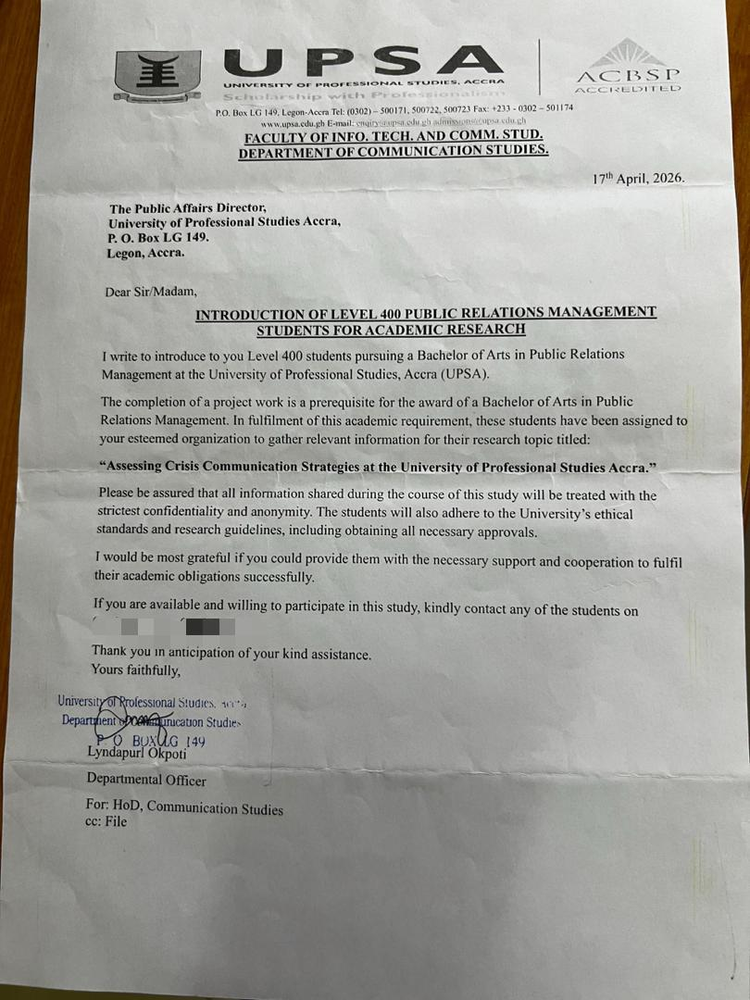 UPSA
UNIVERSITY OF PROFESSIONAL STUDIES, ACCRA
Scholarship with Professionalism
ACBSP
ACCREDITED
P.O. Box LG 149, Legon-Accra Tel: (0302) – 500171, 500722, 500723 Fax: +233 - 0302 – 501174
www.upsa.edu.gh E-mail: enquiry@upsa.edu.gh admissions@upsa.edu.gh
FACULTY OF INFO. TECH. AND COMM. STUD.
DEPARTMENT OF COMMUNICATION STUDIES.
17th April, 2026.
The Public Affairs Director,
University of Professional Studies Accra,
P. O. Box LG 149.
Legon, Accra.
Dear Sir/Madam,
INTRODUCTION OF LEVEL 400 PUBLIC RELATIONS MANAGEMENT
STUDENTS FOR ACADEMIC RESEARCH
I write to introduce to you Level 400 students pursuing a Bachelor of Arts in Public Relations
Management at the University of Professional Studies, Accra (UPSA).
The completion of a project work is a prerequisite for the award of a Bachelor of Arts in Public
Relations Management. In fulfilment of this academic requirement, these students have been assigned to
your esteemed organization to gather relevant information for their research topic titled:
“Assessing Crisis Communication Strategies at the University of Professional Studies Accra.”
Please be assured that all information shared during the course of this study will be treated with the
strictest confidentiality and anonymity. The students will also adhere to the University’s ethical
standards and research guidelines, including obtaining all necessary approvals.
I would be most grateful if you could provide them with the necessary support and cooperation to fulfil
their academic obligations successfully.
If you are available and willing to participate in this study, kindly contact any of the students on
Thank you in anticipation of your kind assistance.
Yours faithfully,
University of Professional Studies, Accra
Department of Communication Studies
P O BOX LG 149
Lyndapurl Okpoti
Departmental Officer
For: HoD, Communication Studies
cc: File